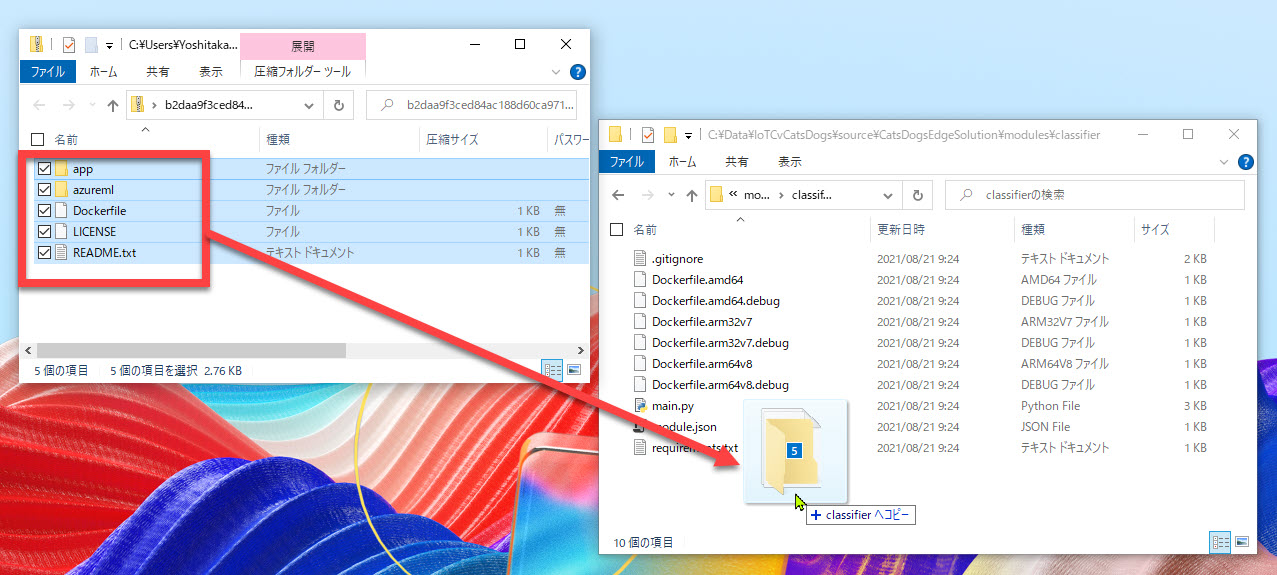 C:¥Users¥Yoshitaka...
展開
ファイル ホーム 共有 表示 圧縮フォルダー ツール
b2daa9f3ced84...
b2daa9f3ced84ac188d60ca971...
名前 種類 圧縮サイズ パスワー
app ファイル フォルダー
azureml ファイル フォルダー
Dockerfile ファイル 1 KB 無
LICENSE ファイル 1 KB 無
README.txt テキスト ドキュメント 1 KB 無
5 個の項目 5 個の項目を選択 2.76 KB
C:¥Data¥IoTCvCatsDogs¥source¥CatsDogsEdgeSolution¥modules¥classifier
ファイル ホーム 共有 表示
« mo... › classif...
classifierの検索
名前 更新日時 種類 サイズ
.gitignore 2021/08/21 9:24 テキスト ドキュメント 2 KB
Dockerfile.amd64 2021/08/21 9:24 AMD64 ファイル 1 KB
Dockerfile.amd64.debug 2021/08/21 9:24 DEBUG ファイル 1 KB
Dockerfile.arm32v7 2021/08/21 9:24 ARM32V7 ファイル 1 KB
Dockerfile.arm32v7.debug 2021/08/21 9:24 DEBUG ファイル 1 KB
Dockerfile.arm64v8 2021/08/21 9:24 ARM64V8 ファイル 1 KB
Dockerfile.arm64v8.debug 2021/08/21 9:24 DEBUG ファイル 1 KB
main.py 2021/08/21 9:24 Python File 3 KB
module.json 2021/08/21 9:24 JSON File 1 KB
requirements.txt 2021/08/21 9:24 テキスト ドキュメント 1 KB
5
classifier へコピー
10 個の項目